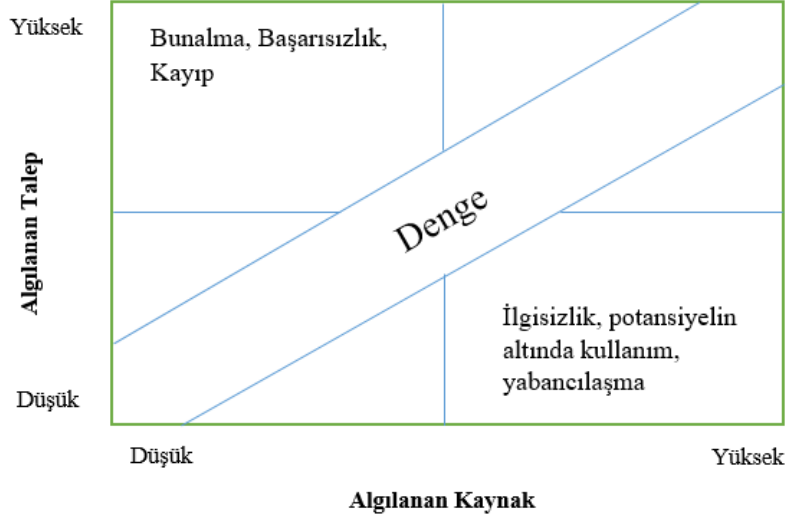 Yüksek
Bunalma, Başarısızlık,
Kayıp
Algılanan Talep
Denge
İlgisizlik, potansiyelin
altında kullanım,
yabancılaşma
Düşük
Düşük
Yüksek
Algılanan Kaynak